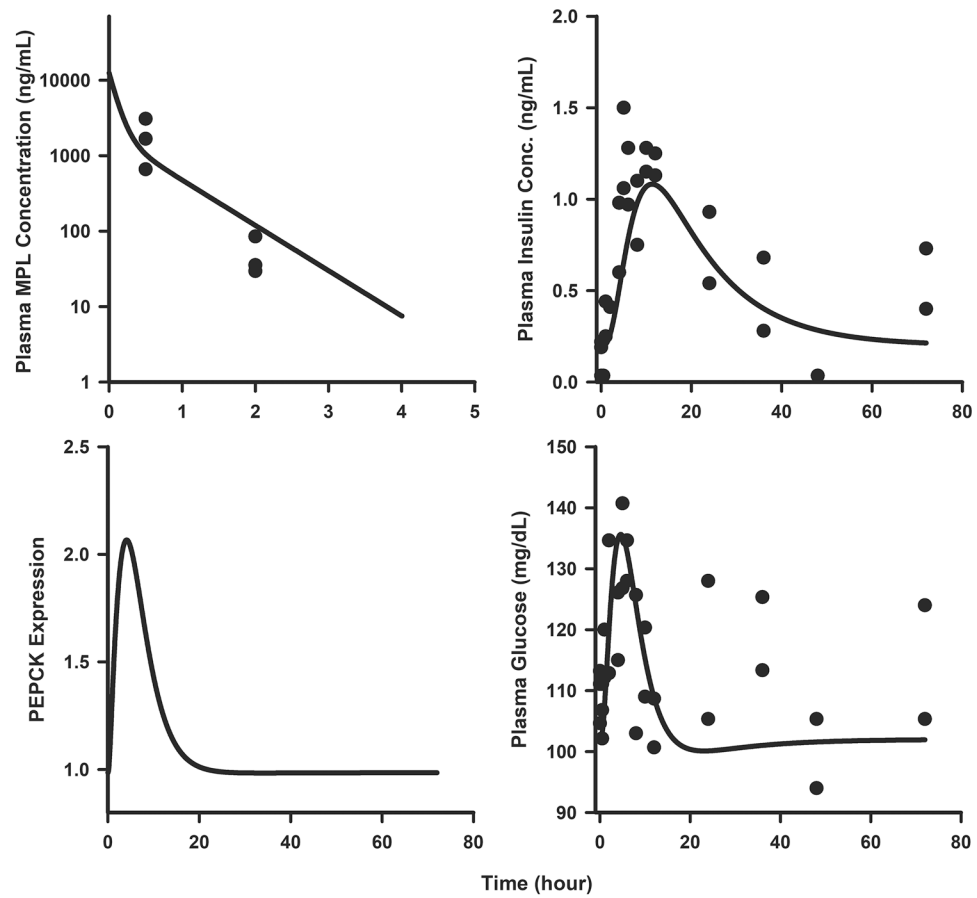 Plasma MPL Concentration (ng/mL)
10000
1000
100
10
1
0 1 2 3 4 5
Plasma Insulin Conc. (ng/mL)
2.0
1.5
1.0
0.5
0.0
0 20 40 60 80
PEPCK Expression
2.5
2.0
1.5
1.0
0 20 40 60 80
Plasma Glucose (mg/dL)
150
140
130
120
110
100
90
0 20 40 60 80
Time (hour)